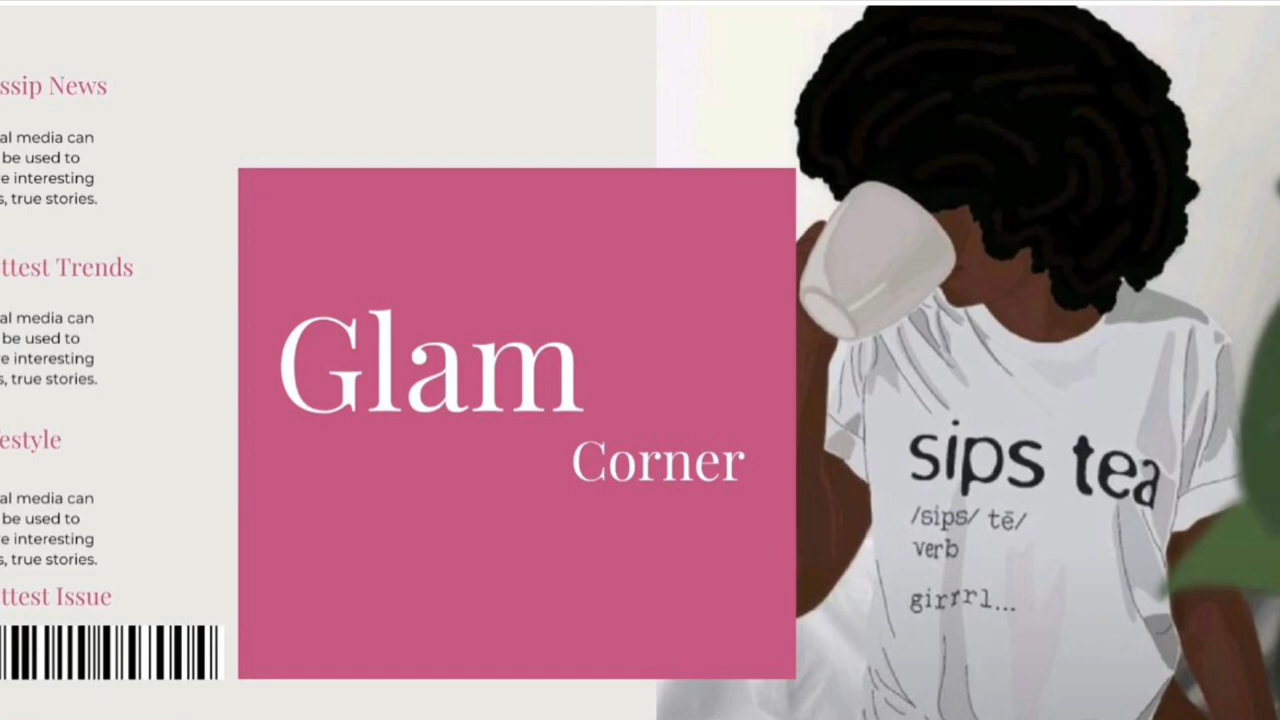 ssip News
al media can
be used to
e interesting
s, true stories.
ttest Trends
al media can
be used to
e interesting
s, true stories.
estyle
al media can
be used to
e interesting
s, true stories.
ttest Issue
Glam
Corner
sips tea
/sips/ tē/
verb
girrrl...